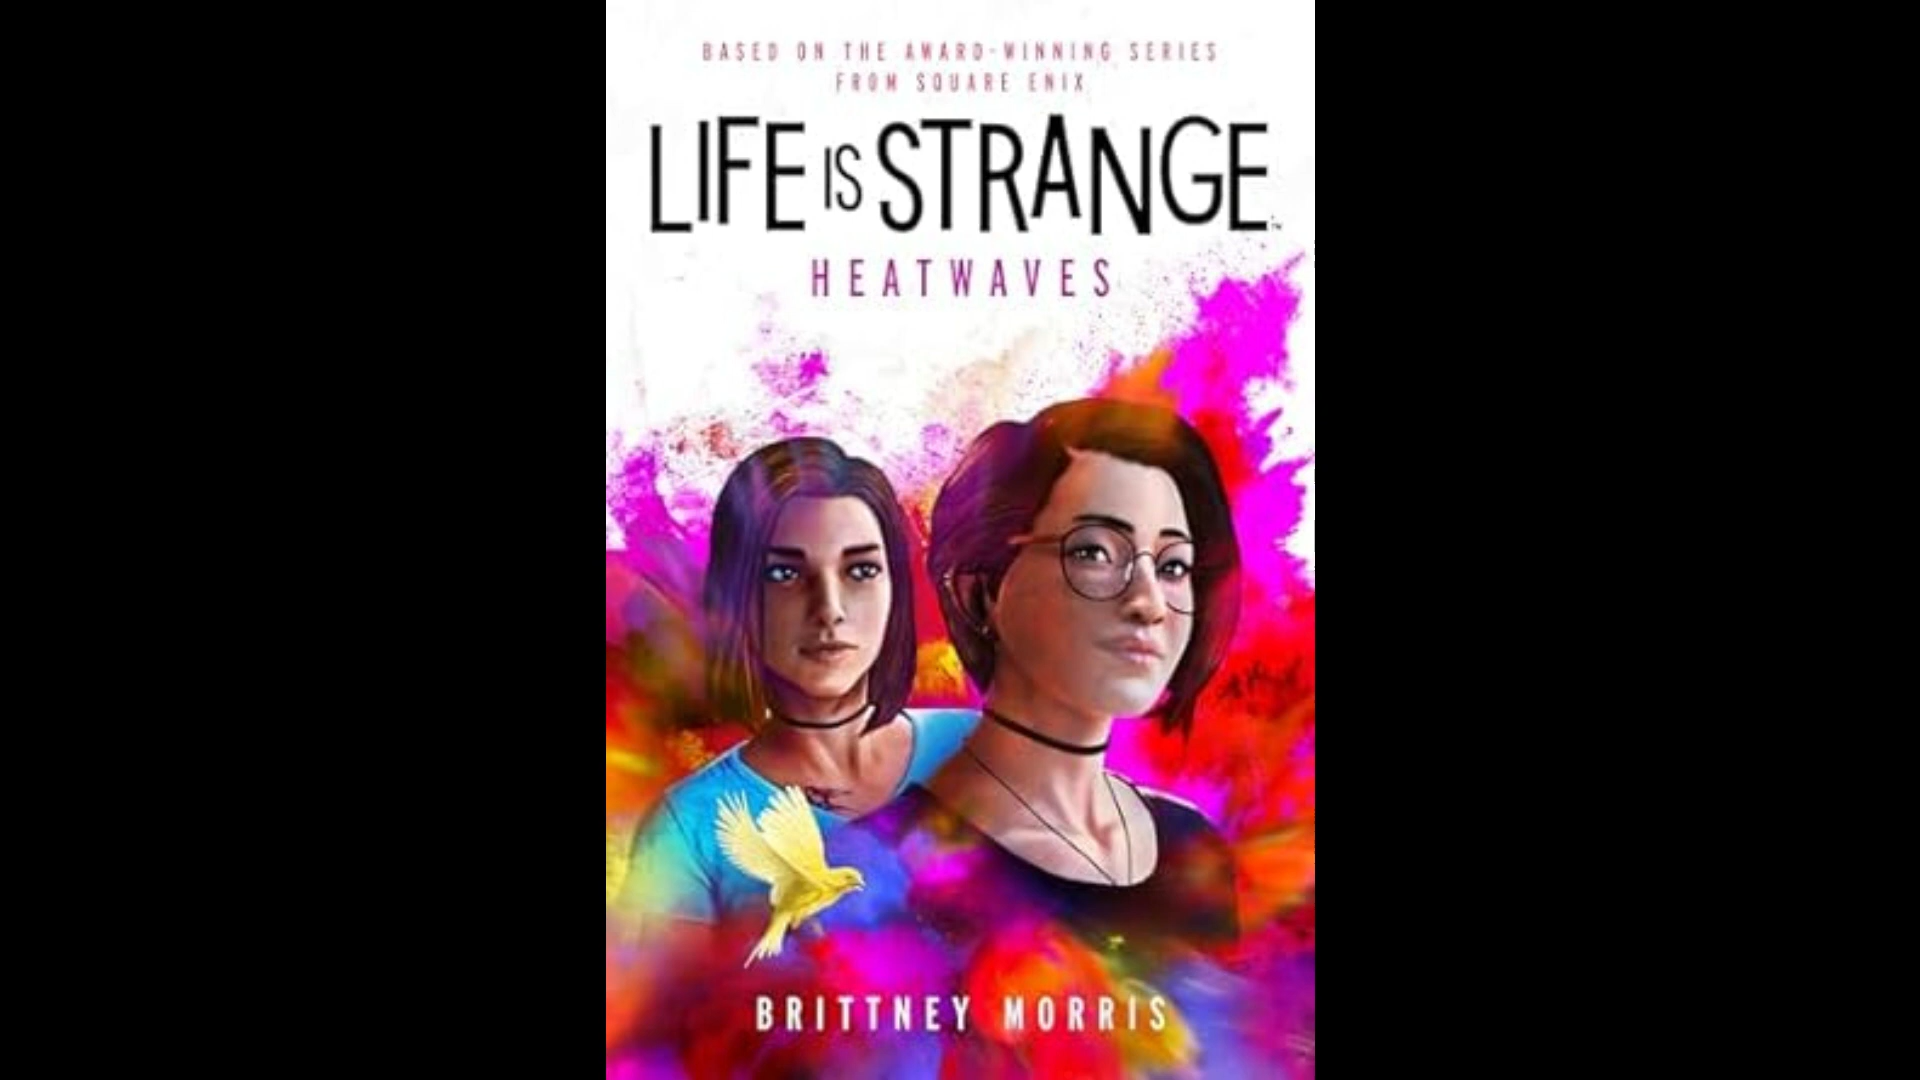 BASED ON THE AWARD-WINNING SERIES
FROM SQUARE ENIX
LIFE IS STRANGE
HEATWAVES
BRITTNEY MORRIS